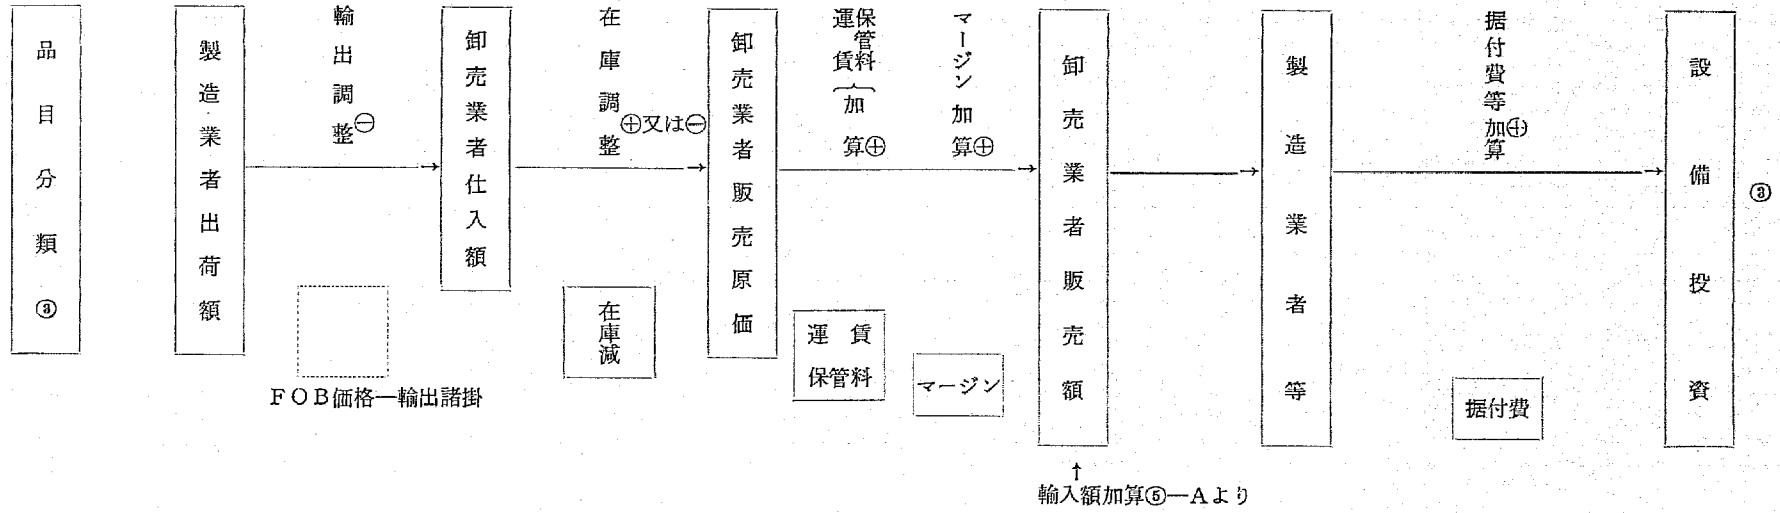 品目分類③
製造業者出荷額
輸出調整㊀
FOB価格―輸出諸掛
卸売業者仕入額
在庫調整
⊕又は㊀
在庫減
卸売業者販売原価
運賃
保管料
加算⊕
運賃
保管料
マージン加算⊕
マージン
卸売業者販売額
↑
輸入額加算⑤―Aより
製造業者等
据付費等加算⊕
据付費
設備投資
③